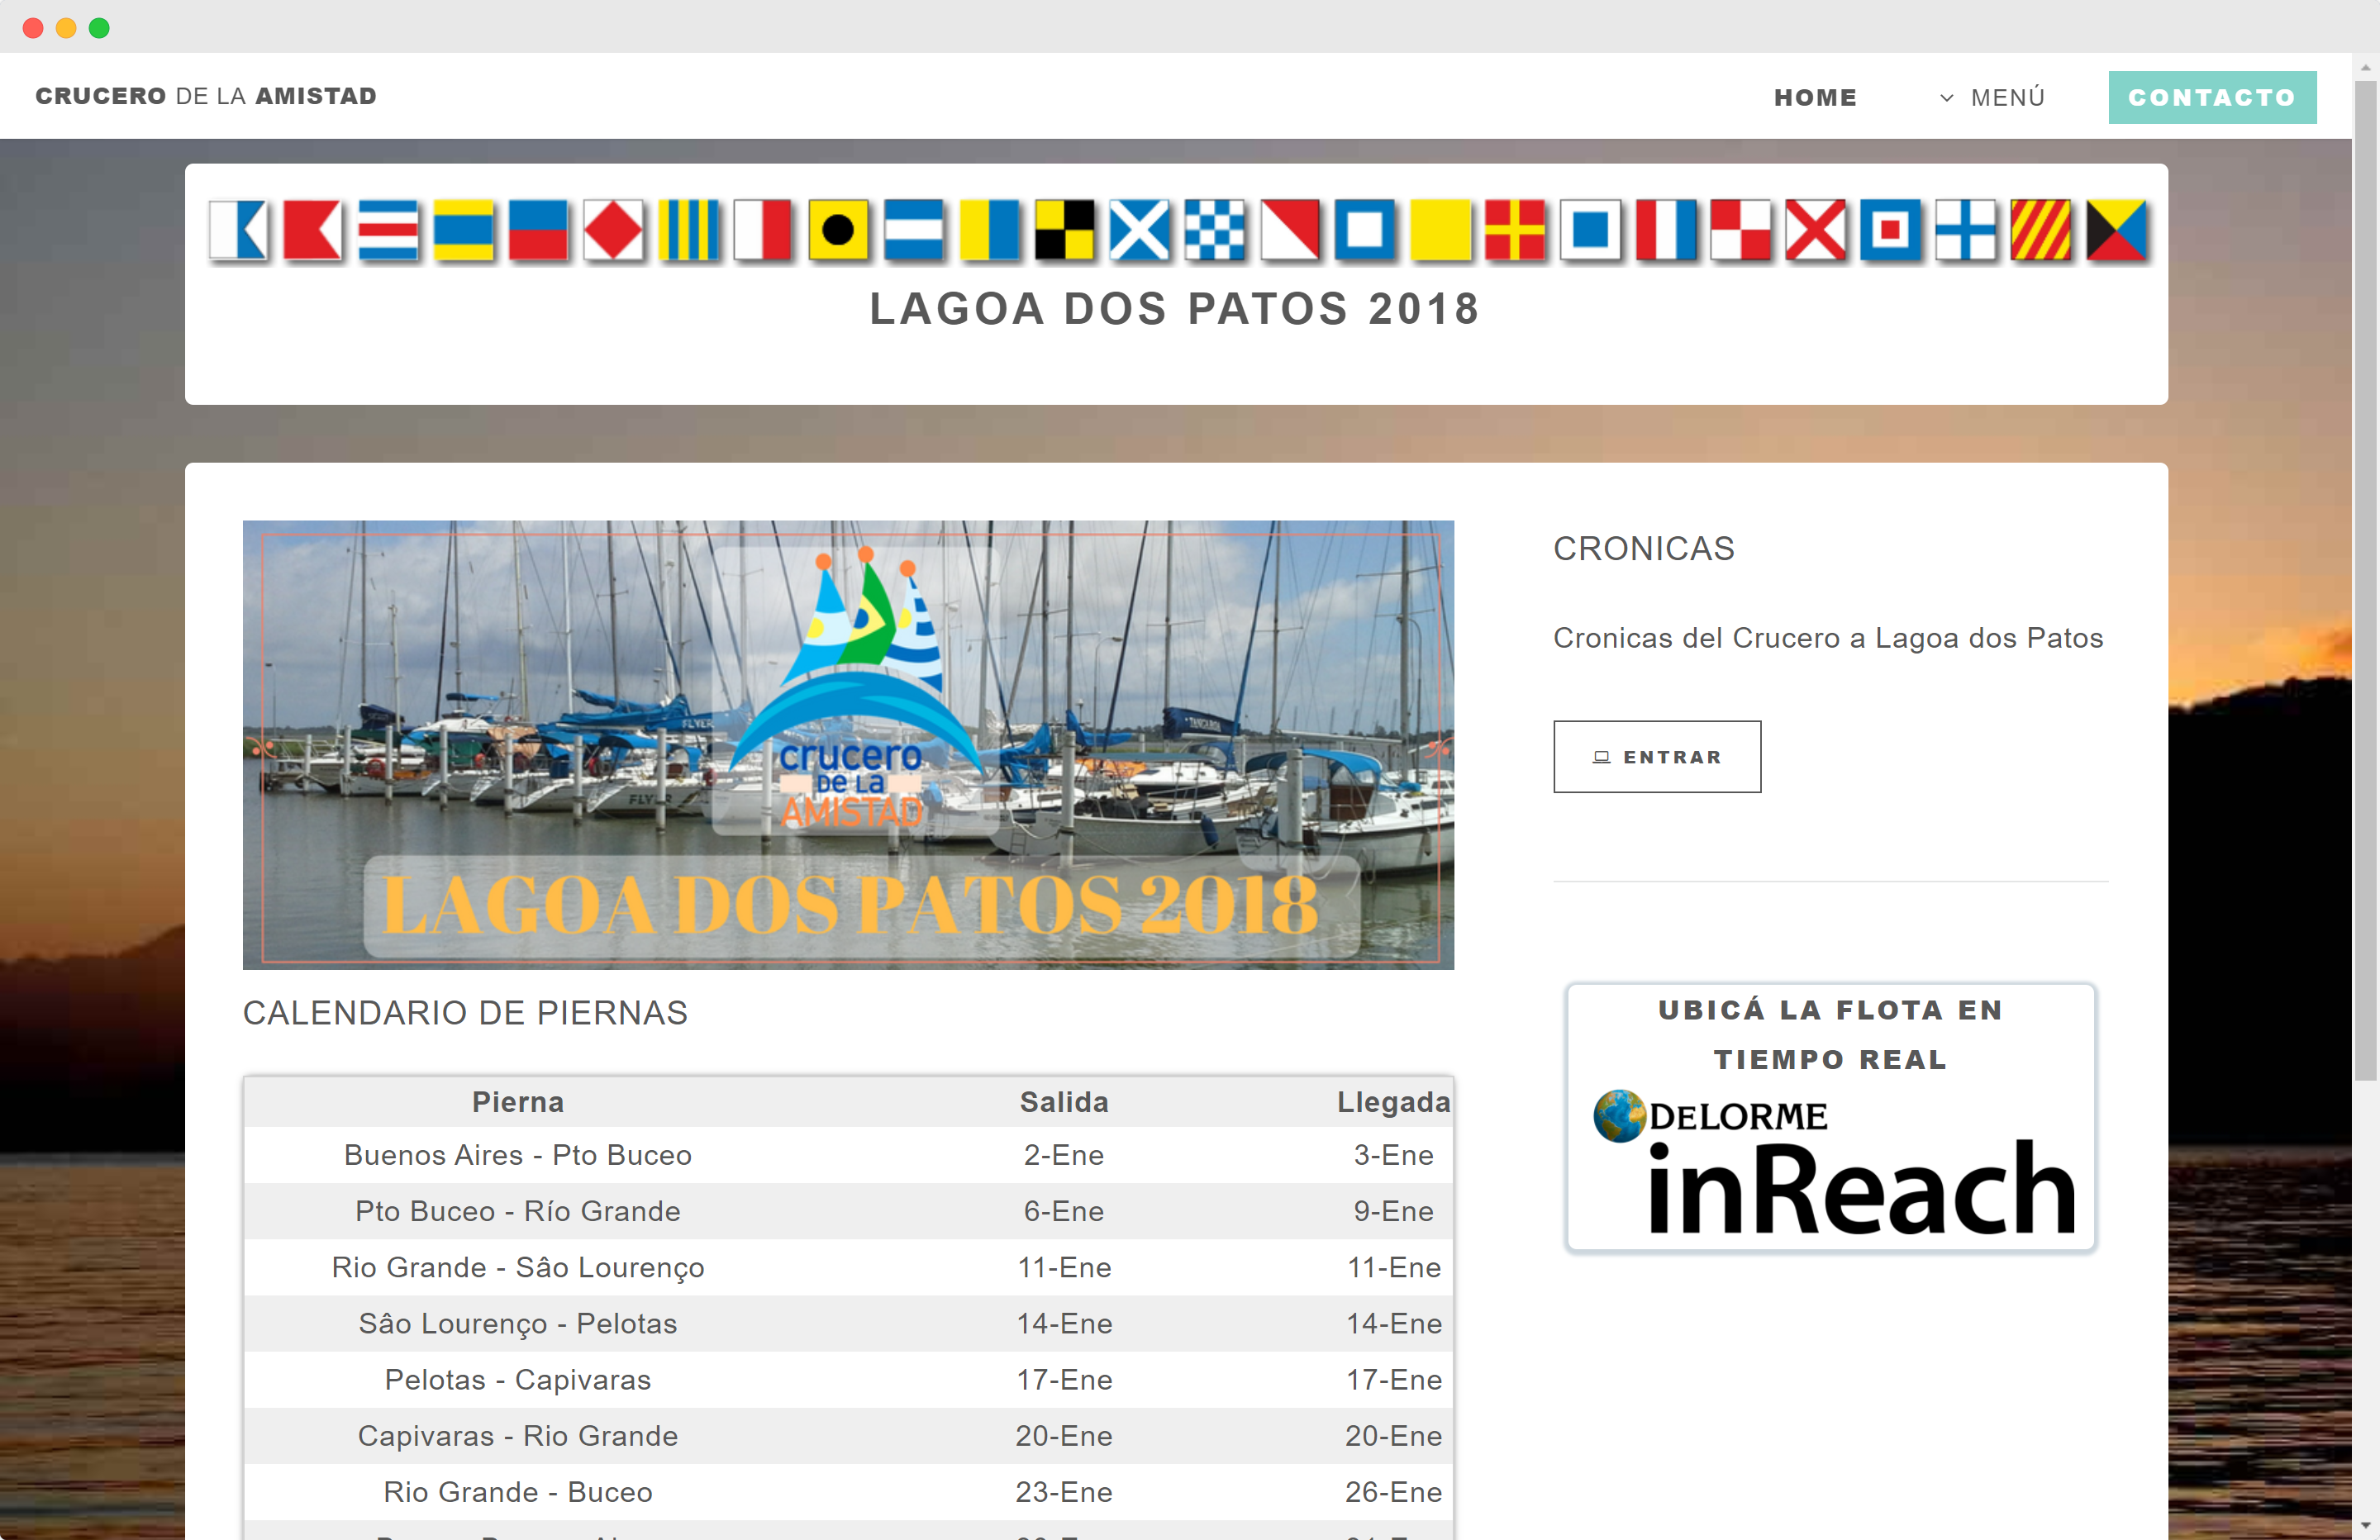 CRUCERO DE LA AMISTAD
HOME
MENÚ
CONTACTO
LAGOA DOS PATOS 2018
FLYER
FLYER
crucero
DE La
AMISTAD
LAGOA DOS PATOS 2018
CRONICAS
Cronicas del Crucero a Lagoa dos Patos
ENTRAR
UBICÁ LA FLOTA EN
TIEMPO REAL
DeLORME
inReach
CALENDARIO DE PIERNAS
Pierna Salida Llegada
Buenos Aires - Pto Buceo 2-Ene 3-Ene
Pto Buceo - Río Grande 6-Ene 9-Ene
Rio Grande - Sâo Lourenço 11-Ene 11-Ene
Sâo Lourenço - Pelotas 14-Ene 14-Ene
Pelotas - Capivaras 17-Ene 17-Ene
Capivaras - Rio Grande 20-Ene 20-Ene
Rio Grande - Buceo 23-Ene 26-Ene